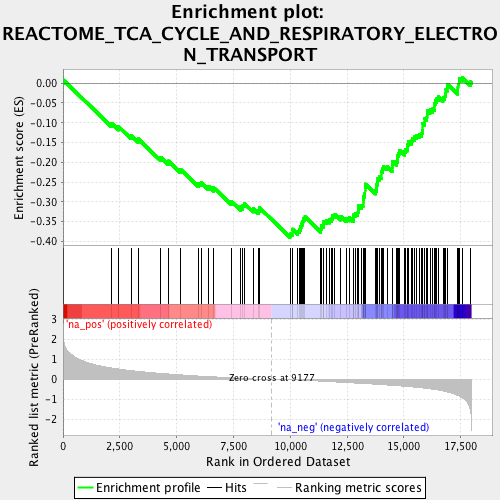 Enrichment plot:
REACTOME_TCA_CYCLE_AND_RESPIRATORY_ELECTRO
N_TRANSPORT
Enrichment score (ES)
0.00
-0.05
-0.10
-0.15
-0.20
-0.25
-0.30
-0.35
-0.40
'na_pos' (positively correlated)
Ranked list metric (PreRanked)
3
2
1
0
-1
-2
Zero cross at 9177
'na_neg' (negatively correlated)
0
2,500
5,000
7,500
10,000
12,500
15,000
17,500
Rank in Ordered Dataset
Enrichment profile
Hits
Ranking metric scores